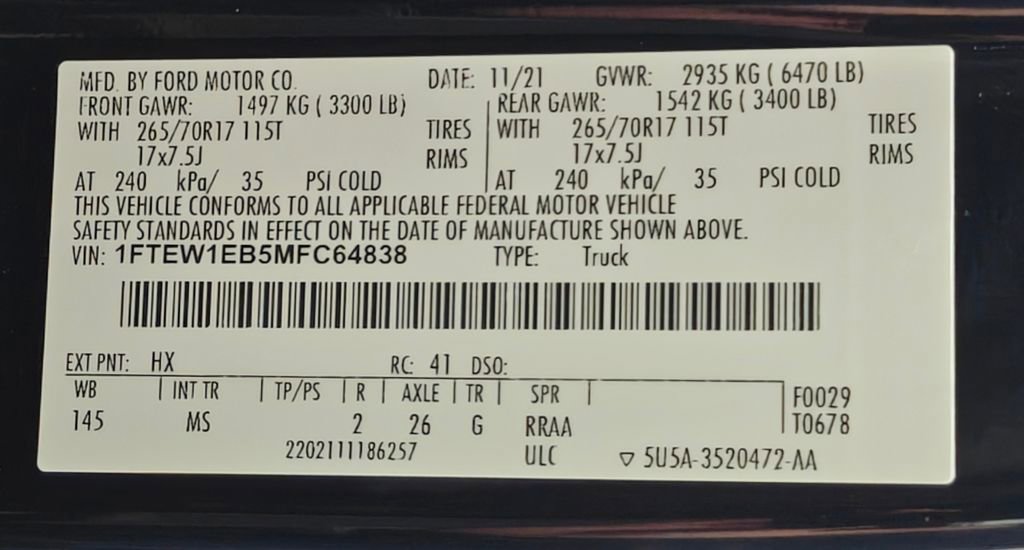 MFD. BY FORD MOTOR CO. DATE: 11/21 GVWR: 2935 KG ( 6470 LB)
FRONT GAWR: 1497 KG ( 3300 LB) REAR GAWR: 1542 KG ( 3400 LB)
WITH 265/70R17 115T TIRES WITH 265/70R17 115T TIRES
17x7.5J RIMS 17x7.5J RIMS
AT 240 kPa/ 35 PSI COLD AT 240 kPa/ 35 PSI COLD
THIS VEHICLE CONFORMS TO ALL APPLICABLE FEDERAL MOTOR VEHICLE
SAFETY STANDARDS IN EFFECT ON THE DATE OF MANUFACTURE SHOWN ABOVE.
VIN: 1FTEW1EB5MFC64838 TYPE: Truck
EXT PNT: HX RC: 41 DSO:
WB INT TR TP/PS R AXLE TR SPR F0029
145 MS 2 26 G RRAA T0678
2202111186257 ULC ▽ 5U5A-3520472-AA